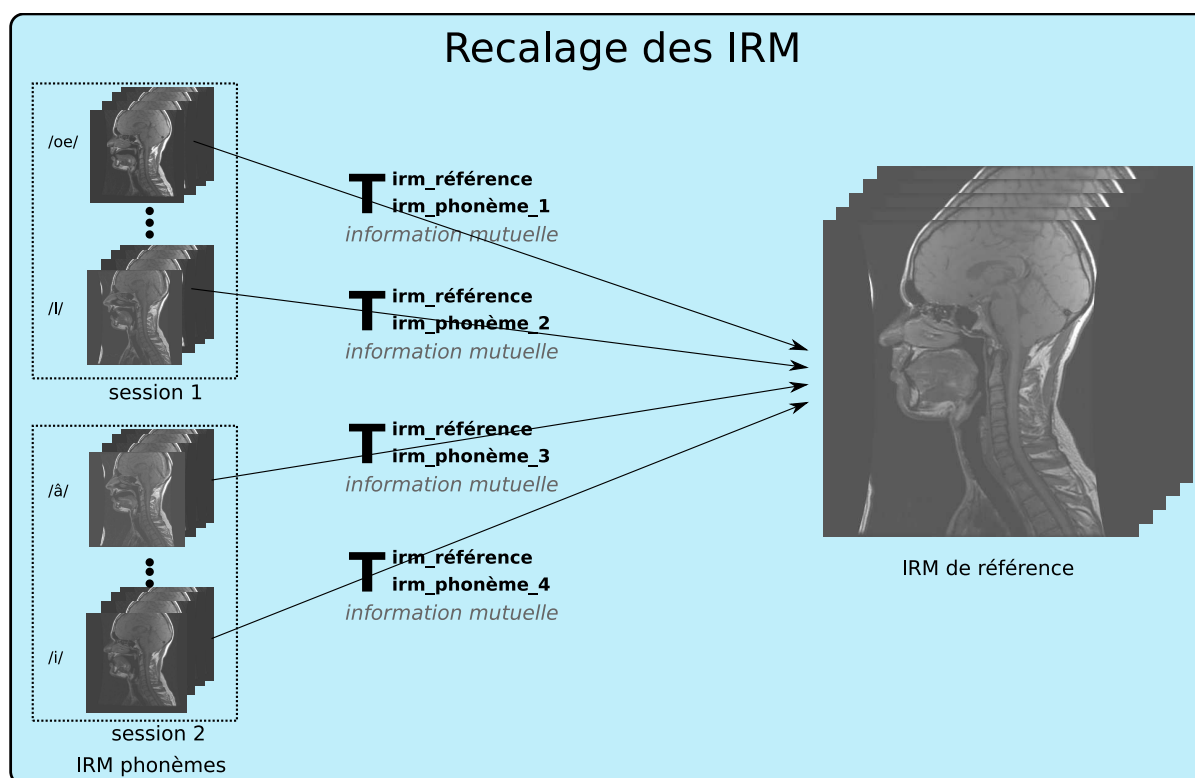 Recalage des IRM
/oe/
/I/
session 1
/â/
/i/
session 2
IRM phonèmes
T irm_référence
irm_phonème_1
information mutuelle
T irm_référence
irm_phonème_2
information mutuelle
T irm_référence
irm_phonème_3
information mutuelle
T irm_référence
irm_phonème_4
information mutuelle
IRM de référence